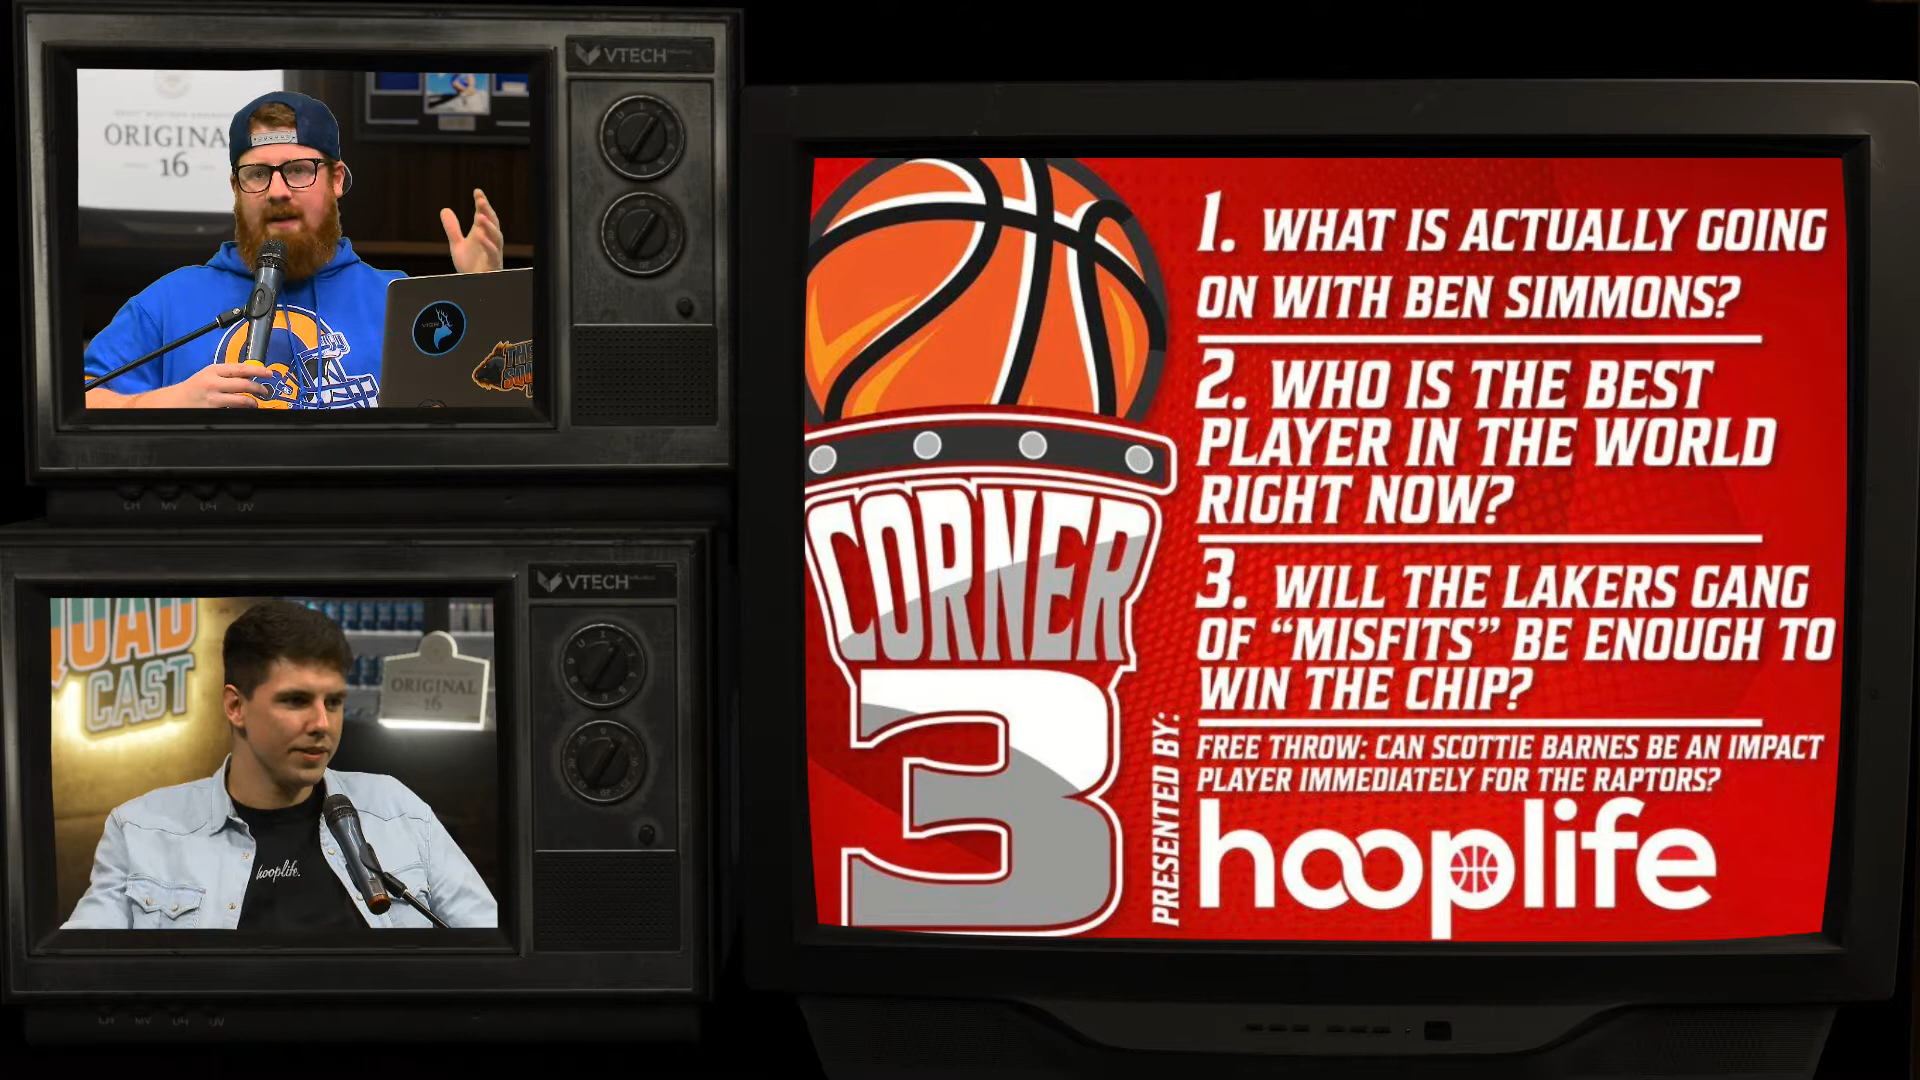 VTECH
ORIGINAL
16
VTECH
QUAD
CAST
ORIGINAL
16
hooplife.
CORNER
3
1. WHAT IS ACTUALLY GOING
ON WITH BEN SIMMONS?
2. WHO IS THE BEST
PLAYER IN THE WORLD
RIGHT NOW?
3. WILL THE LAKERS GANG
OF “MISFITS” BE ENOUGH TO
WIN THE CHIP?
FREE THROW: CAN SCOTTIE BARNES BE AN IMPACT
PLAYER IMMEDIATELY FOR THE RAPTORS?
PRESENTED BY:
hooplife